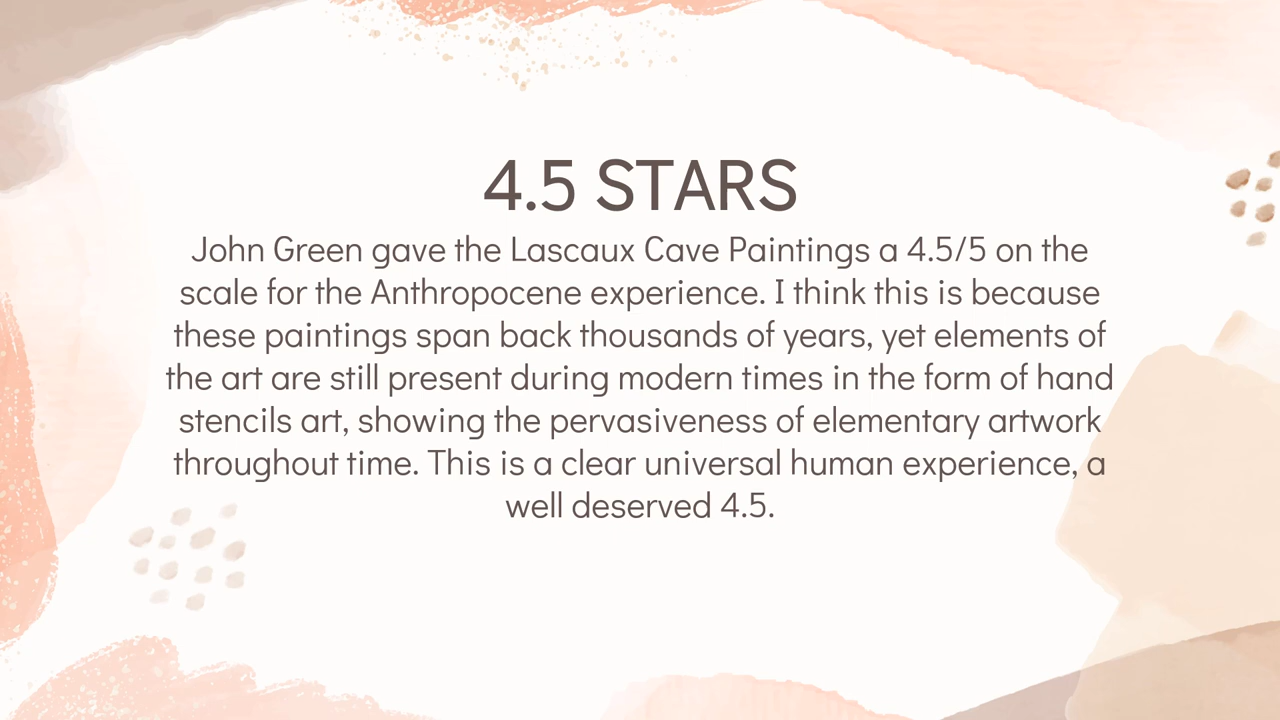 4.5 STARS
John Green gave the Lascaux Cave Paintings a 4.5/5 on the
scale for the Anthropocene experience. I think this is because
these paintings span back thousands of years, yet elements of
the art are still present during modern times in the form of hand
stencils art, showing the pervasiveness of elementary artwork
throughout time. This is a clear universal human experience, a
well deserved 4.5.